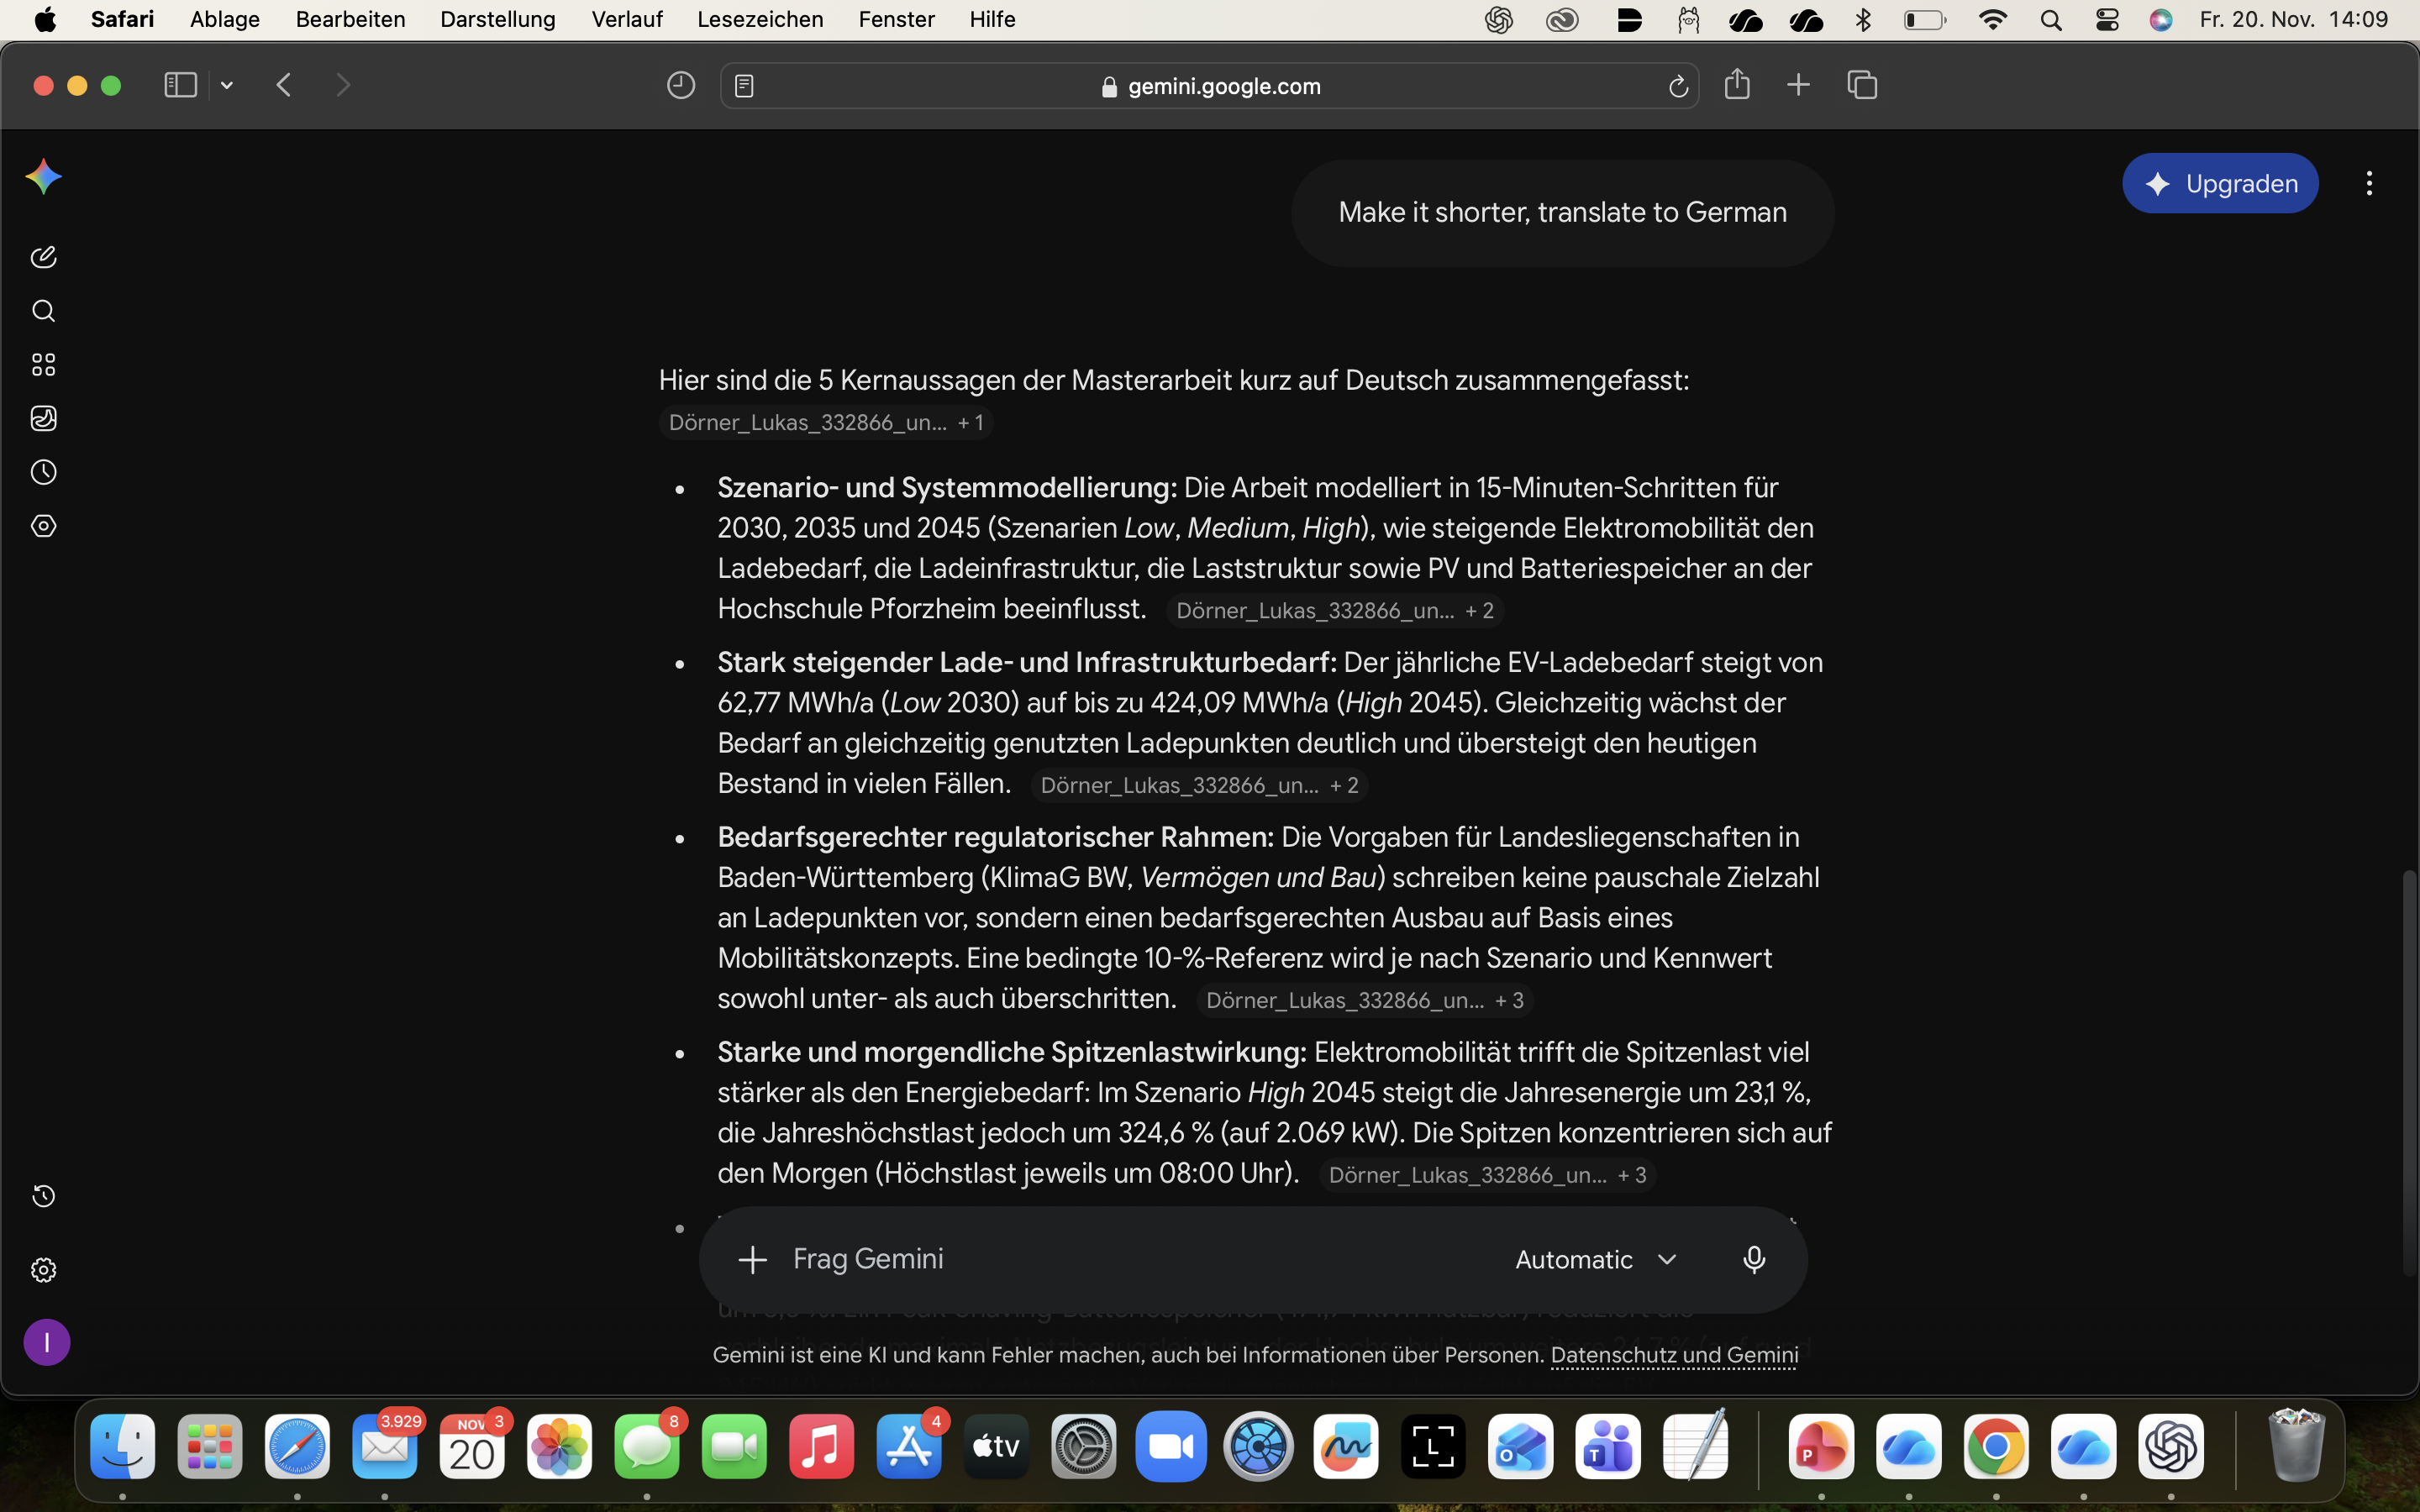 Safari Ablage Bearbeiten Darstellung Verlauf Lesezeichen Fenster Hilfe Fr. 20. Nov. 14:09
gemini.google.com
Upgraden
Make it shorter, translate to German
Hier sind die 5 Kernaussagen der Masterarbeit kurz auf Deutsch zusammengefasst:
Dörner_Lukas_332866_un... + 1
• Szenario- und Systemmodellierung: Die Arbeit modelliert in 15-Minuten-Schritten für
2030, 2035 und 2045 (Szenarien Low, Medium, High), wie steigende Elektromobilität den
Ladebedarf, die Ladeinfrastruktur, die Laststruktur sowie PV und Batteriespeicher an der
Hochschule Pforzheim beeinflusst. Dörner_Lukas_332866_un... + 2
• Stark steigender Lade- und Infrastrukturbedarf: Der jährliche EV-Ladebedarf steigt von
62,77 MWh/a (Low 2030) auf bis zu 424,09 MWh/a (High 2045). Gleichzeitig wächst der
Bedarf an gleichzeitig genutzten Ladepunkten deutlich und übersteigt den heutigen
Bestand in vielen Fällen. Dörner_Lukas_332866_un... + 2
• Bedarfsgerechter regulatorischer Rahmen: Die Vorgaben für Landesliegenschaften in
Baden-Württemberg (KlimaG BW, Vermögen und Bau) schreiben keine pauschale Zielzahl
an Ladepunkten vor, sondern einen bedarfsgerechten Ausbau auf Basis eines
Mobilitätskonzepts. Eine bedingte 10-%-Referenz wird je nach Szenario und Kennwert
sowohl unter- als auch überschritten. Dörner_Lukas_332866_un... + 3
• Starke und morgendliche Spitzenlastwirkung: Elektromobilität trifft die Spitzenlast viel
stärker als den Energiebedarf: Im Szenario High 2045 steigt die Jahresenergie um 23,1 %,
die Jahreshöchstlast jedoch um 324,6 % (auf 2.069 kW). Die Spitzen konzentrieren sich auf
den Morgen (Höchstlast jeweils um 08:00 Uhr). Dörner_Lukas_332866_un... + 3
Frag Gemini Automatic
Gemini ist eine KI und kann Fehler machen, auch bei Informationen über Personen. Datenschutz und Gemini
I
3.929 NOV 3 20 8 4 tv L O T P